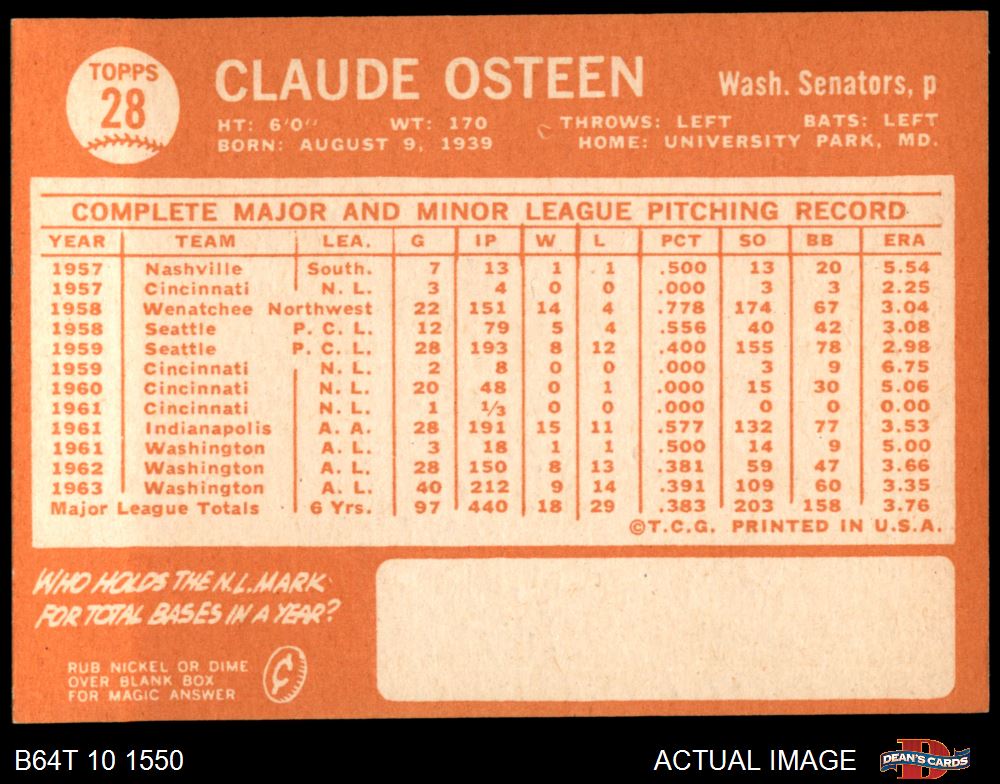 TOPPS
28
CLAUDE OSTEEN
Wash. Senators, p
HT: 6'0" WT: 170 THROWS: LEFT BATS: LEFT
BORN: AUGUST 9, 1939 HOME: UNIVERSITY PARK, MD.
COMPLETE MAJOR AND MINOR LEAGUE PITCHING RECORD
YEAR TEAM LEA. G IP W L PCT SO BB ERA
1957 Nashville South. 7 13 1 1 .500 13 20 5.54
1957 Cincinnati N. L. 3 4 0 0 .000 3 3 2.25
1958 Wenatchee Northwest 22 151 14 4 .778 174 67 3.04
1958 Seattle P. C. L. 12 79 5 4 .556 40 42 3.08
1959 Seattle P. C. L. 28 193 8 12 .400 155 78 2.98
1959 Cincinnati N. L. 2 8 0 0 .000 3 9 6.75
1960 Cincinnati N. L. 20 48 0 1 .000 15 30 5.06
1961 Cincinnati N. L. 1 1/3 0 0 .000 0 0 0.00
1961 Indianapolis A. A. 28 191 15 11 .577 132 77 3.53
1961 Washington A. L. 3 18 1 1 .500 14 9 5.00
1962 Washington A. L. 28 150 8 13 .381 59 47 3.66
1963 Washington A. L. 40 212 9 14 .391 109 60 3.35
Major League Totals 6 Yrs. 97 440 18 29 .383 203 158 3.76
©T.C.G. PRINTED IN U.S.A.
WHO HOLDS THE N.L. MARK
FOR TOTAL BASES IN A YEAR?
RUB NICKEL OR DIME
OVER BLANK BOX
FOR MAGIC ANSWER
¢
B64T 10 1550
ACTUAL IMAGE
D
DEAN'S CARDS